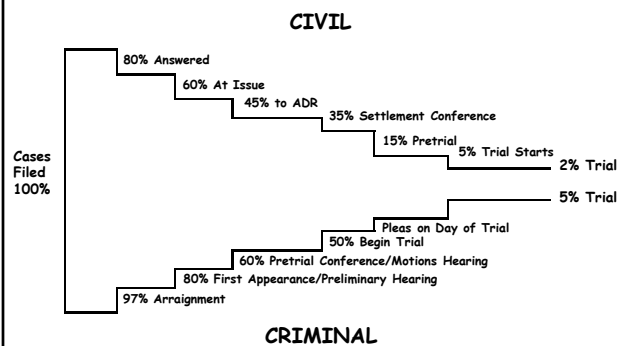 CIVIL
80% Answered
60% At Issue
45% to ADR
35% Settlement Conference
15% Pretrial
5% Trial Starts
2% Trial
Cases
Filed
100%
5% Trial
Pleas on Day of Trial
50% Begin Trial
60% Pretrial Conference/Motions Hearing
80% First Appearance/Preliminary Hearing
97% Arraignment
CRIMINAL